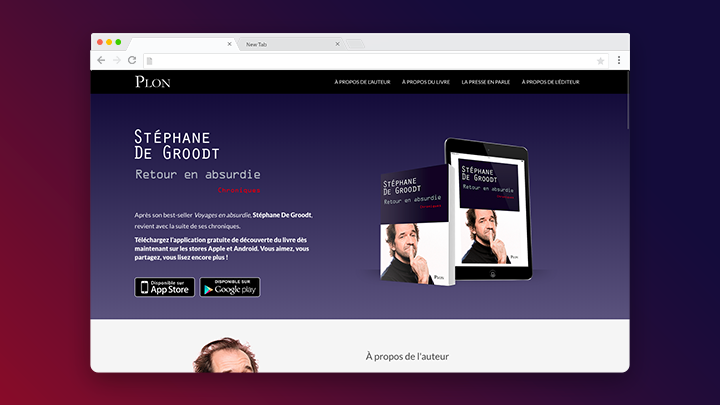 New Tab
PLON
À PROPOS DE L'AUTEUR
À PROPOS DU LIVRE
LA PRESSE EN PARLE
À PROPOS DE L'ÉDITEUR
STÉPHANE
DE GROODT
Retour en absurdie
Chroniques
Après son best-seller Voyages en absurdie, Stéphane De Groodt,
revient avec la suite de ses chroniques.
Téléchargez l'application gratuite de découverte du livre dès
maintenant sur les stores Apple et Android. Vous aimez, vous
partagez, vous lisez encore plus !
Disponible sur
App Store
DISPONIBLE SUR
Google play
STÉPHANE
DE GROODT
Retour en absurdie
PLON
STÉPHANE
DE GROODT
Retour en absurdie
PLON
À propos de l'auteur